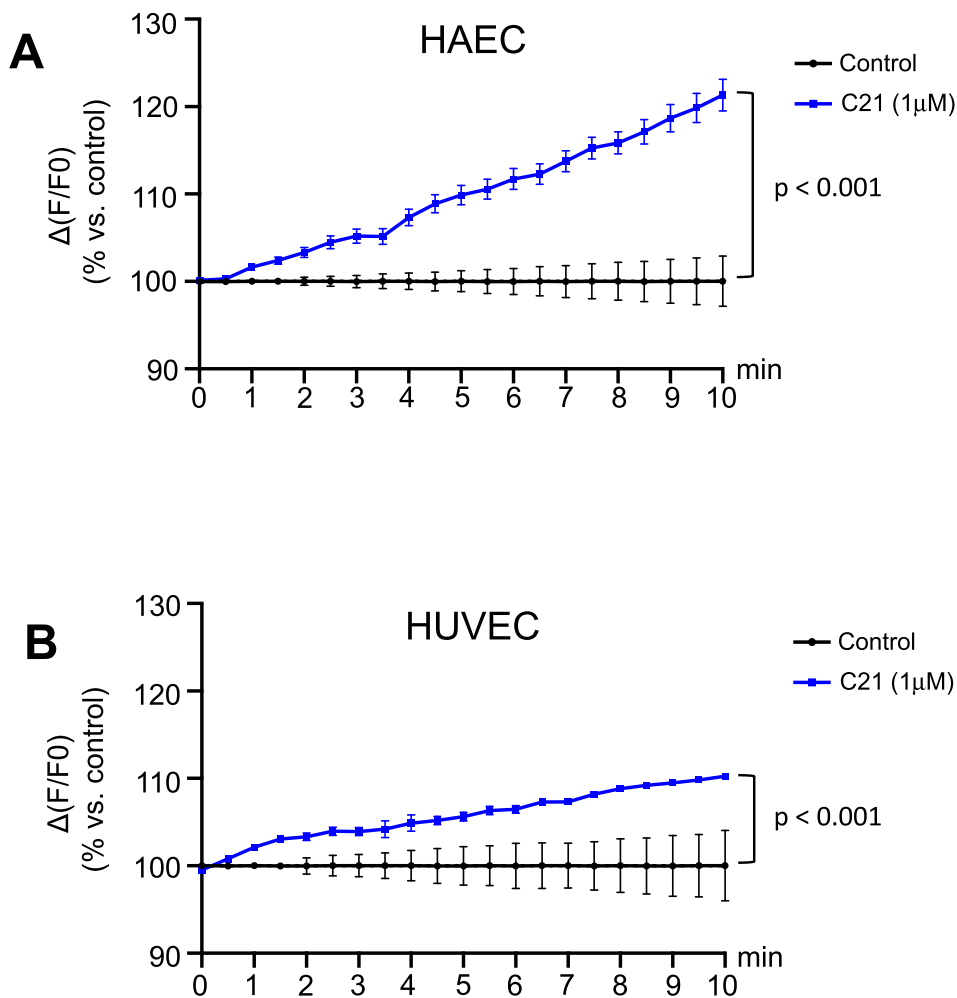 A
HAEC
Control
C21 (1μM)
Δ(F/F0)
(% vs. control)
130
120
110
100
90
p < 0.001
min
0 1 2 3 4 5 6 7 8 9 10
B
HUVEC
Control
C21 (1μM)
Δ(F/F0)
(% vs. control)
130
120
110
100
90
p < 0.001
min
0 1 2 3 4 5 6 7 8 9 10